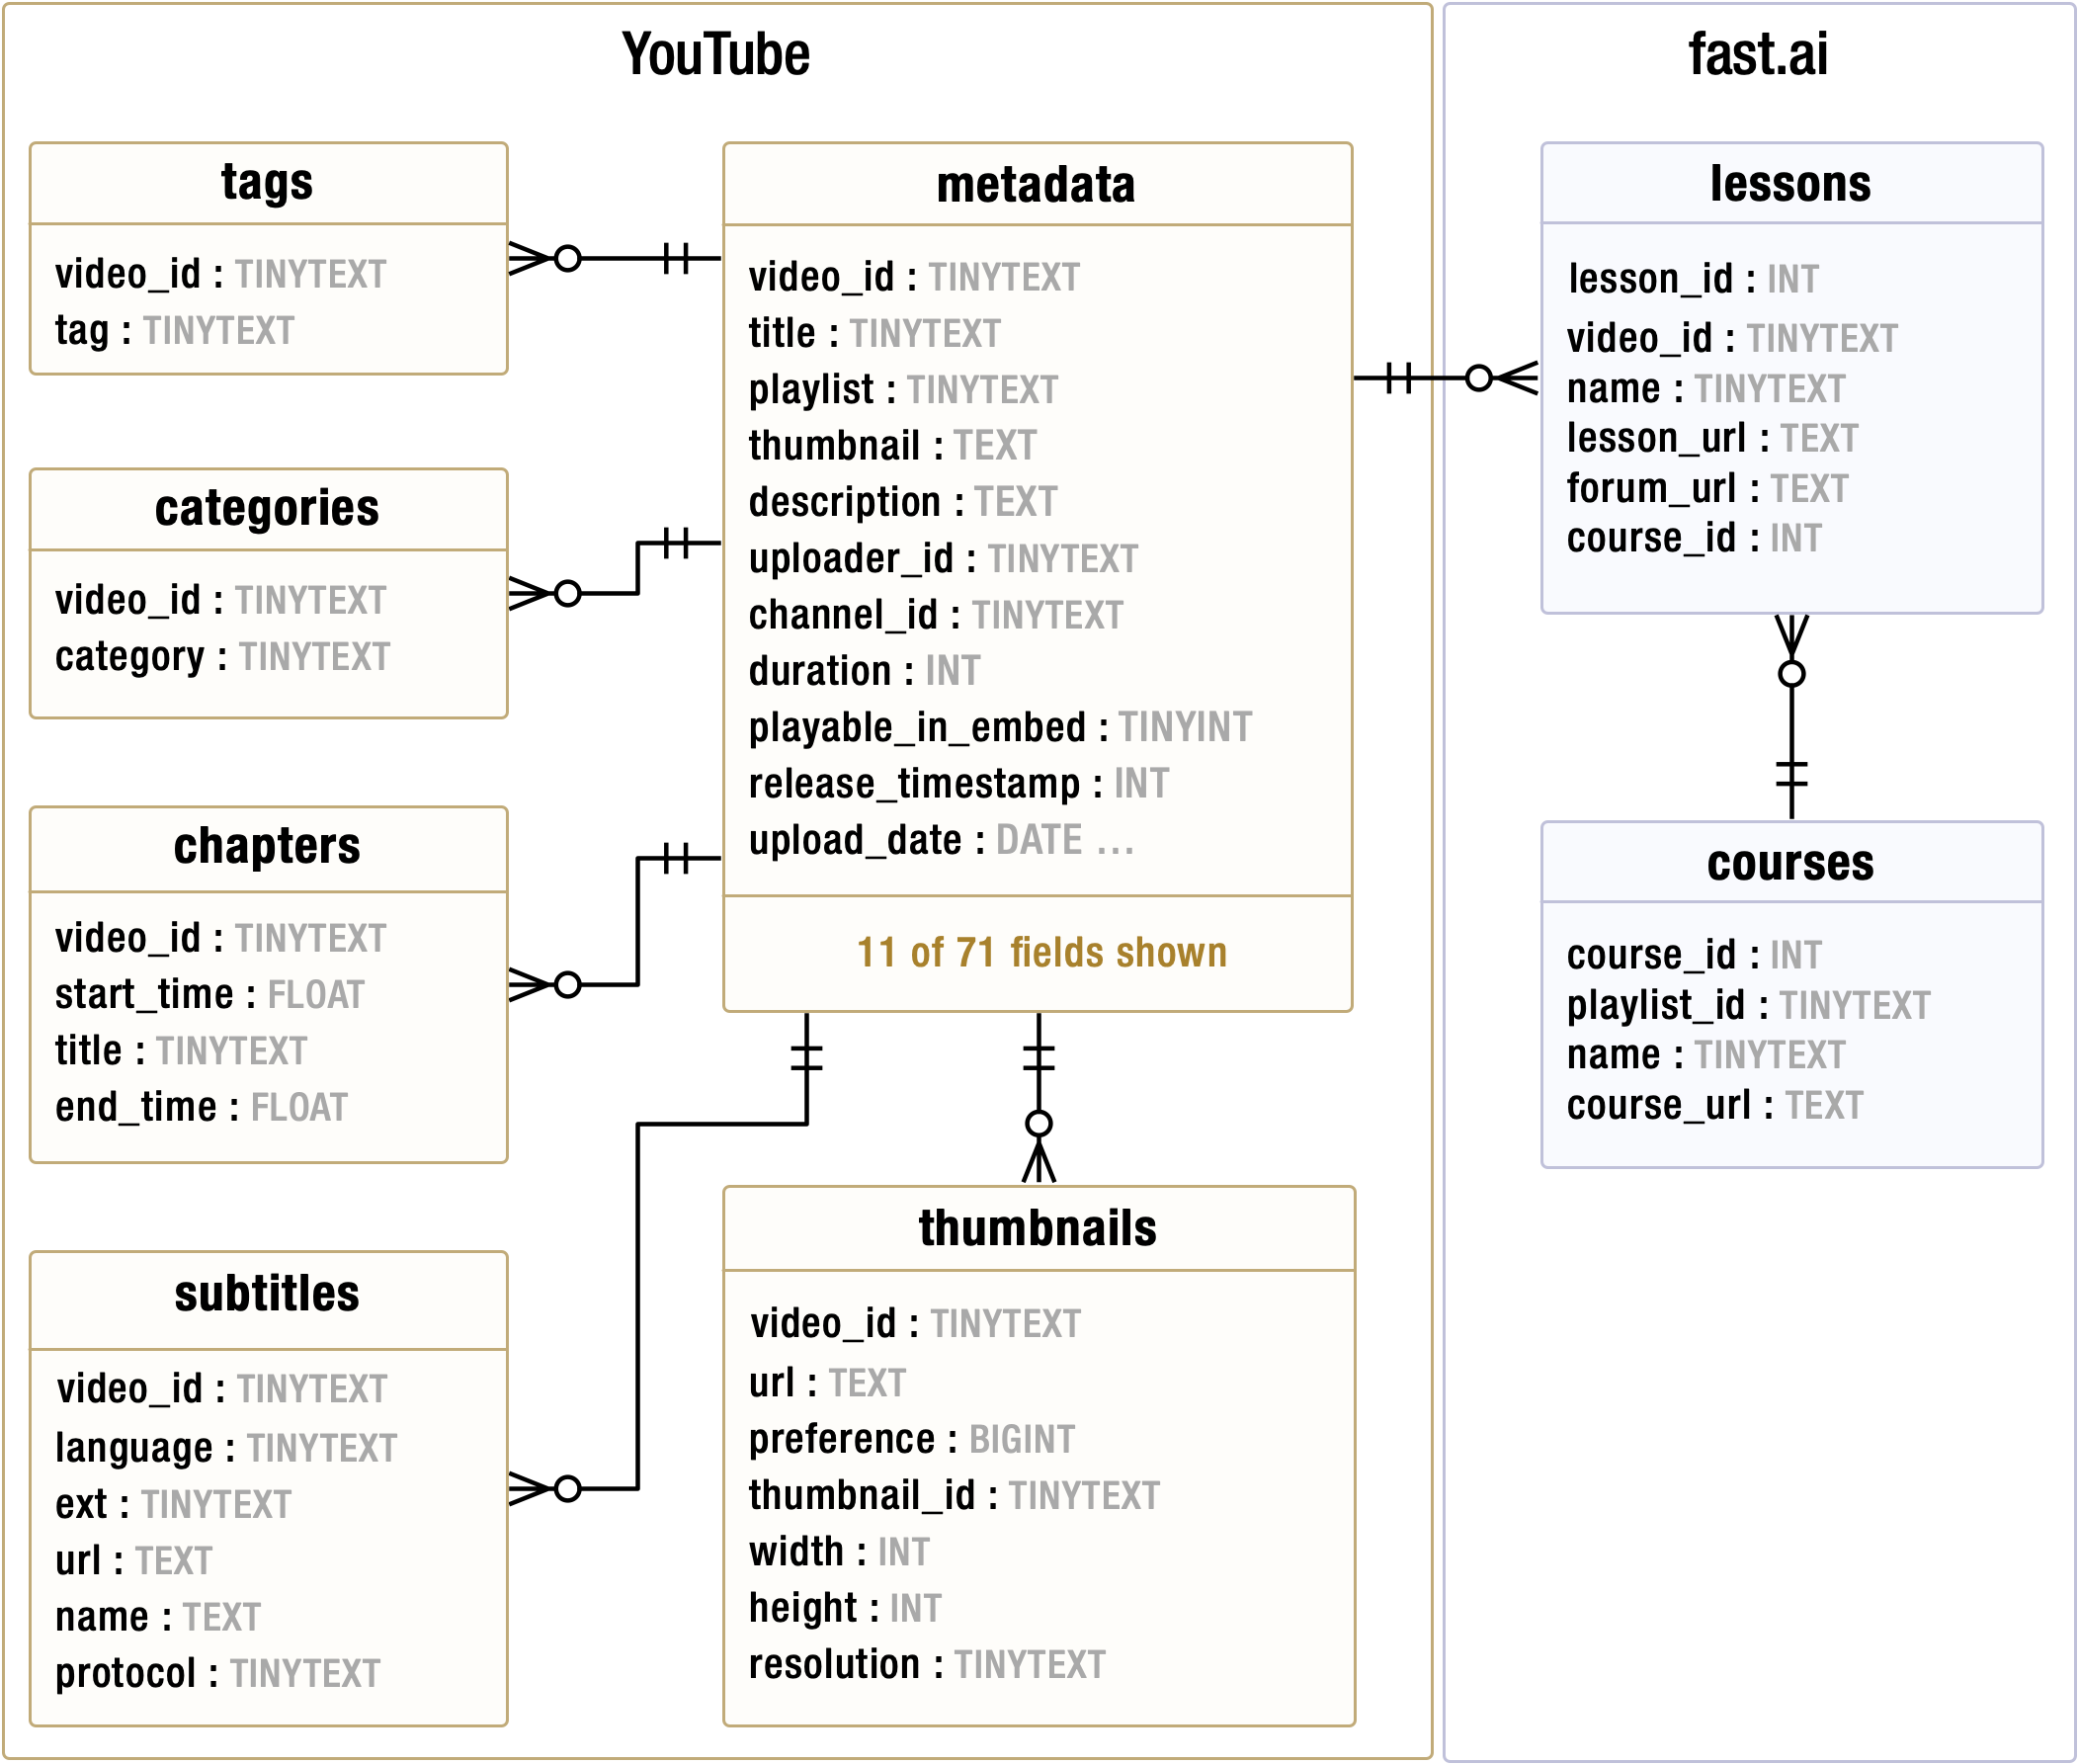 YouTube
tags
video_id : TINYTEXT
tag : TINYTEXT
categories
video_id : TINYTEXT
category : TINYTEXT
chapters
video_id : TINYTEXT
start_time : FLOAT
title : TINYTEXT
end_time : FLOAT
subtitles
video_id : TINYTEXT
language : TINYTEXT
ext : TINYTEXT
url : TEXT
name : TEXT
protocol : TINYTEXT
metadata
video_id : TINYTEXT
title : TINYTEXT
playlist : TINYTEXT
thumbnail : TEXT
description : TEXT
uploader_id : TINYTEXT
channel_id : TINYTEXT
duration : INT
playable_in_embed : TINYINT
release_timestamp : INT
upload_date : DATE ...
11 of 71 fields shown
thumbnails
video_id : TINYTEXT
url : TEXT
preference : BIGINT
thumbnail_id : TINYTEXT
width : INT
height : INT
resolution : TINYTEXT
fast.ai
lessons
lesson_id : INT
video_id : TINYTEXT
name : TINYTEXT
lesson_url : TEXT
forum_url : TEXT
course_id : INT
courses
course_id : INT
playlist_id : TINYTEXT
name : TINYTEXT
course_url : TEXT